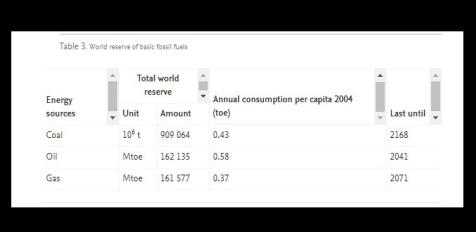 Table 3. World reserve of basic fossil fuels
Energy sources Total world reserve Annual consumption per capita 2004 (toe) Last until
Unit Amount
Coal 10⁶ t 909 064 0.43 2168
Oil Mtoe 162 135 0.58 2041
Gas Mtoe 161 577 0.37 2071